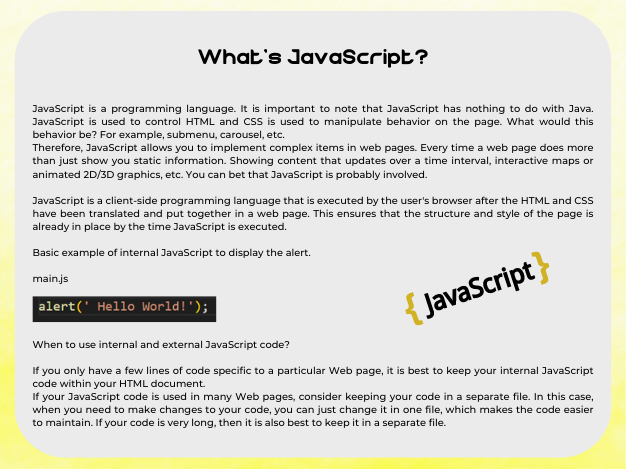 What's JavaScript?
JavaScript is a programming language. It is important to note that JavaScript has nothing to do with Java.
JavaScript is used to control HTML and CSS is used to manipulate behavior on the page. What would this
behavior be? For example, submenu, carousel, etc.
Therefore, JavaScript allows you to implement complex items in web pages. Every time a web page does more
than just show you static information. Showing content that updates over a time interval, interactive maps or
animated 2D/3D graphics, etc. You can bet that JavaScript is probably involved.
JavaScript is a client-side programming language that is executed by the user's browser after the HTML and CSS
have been translated and put together in a web page. This ensures that the structure and style of the page is
already in place by the time JavaScript is executed.
Basic example of internal JavaScript to display the alert.
main.js
alert(' Hello World!');
{ JavaScript }
When to use internal and external JavaScript code?
If you only have a few lines of code specific to a particular Web page, it is best to keep your internal JavaScript
code within your HTML document.
If your JavaScript code is used in many Web pages, consider keeping your code in a separate file. In this case,
when you need to make changes to your code, you can just change it in one file, which makes the code easier
to maintain. If your code is very long, then it is also best to keep it in a separate file.